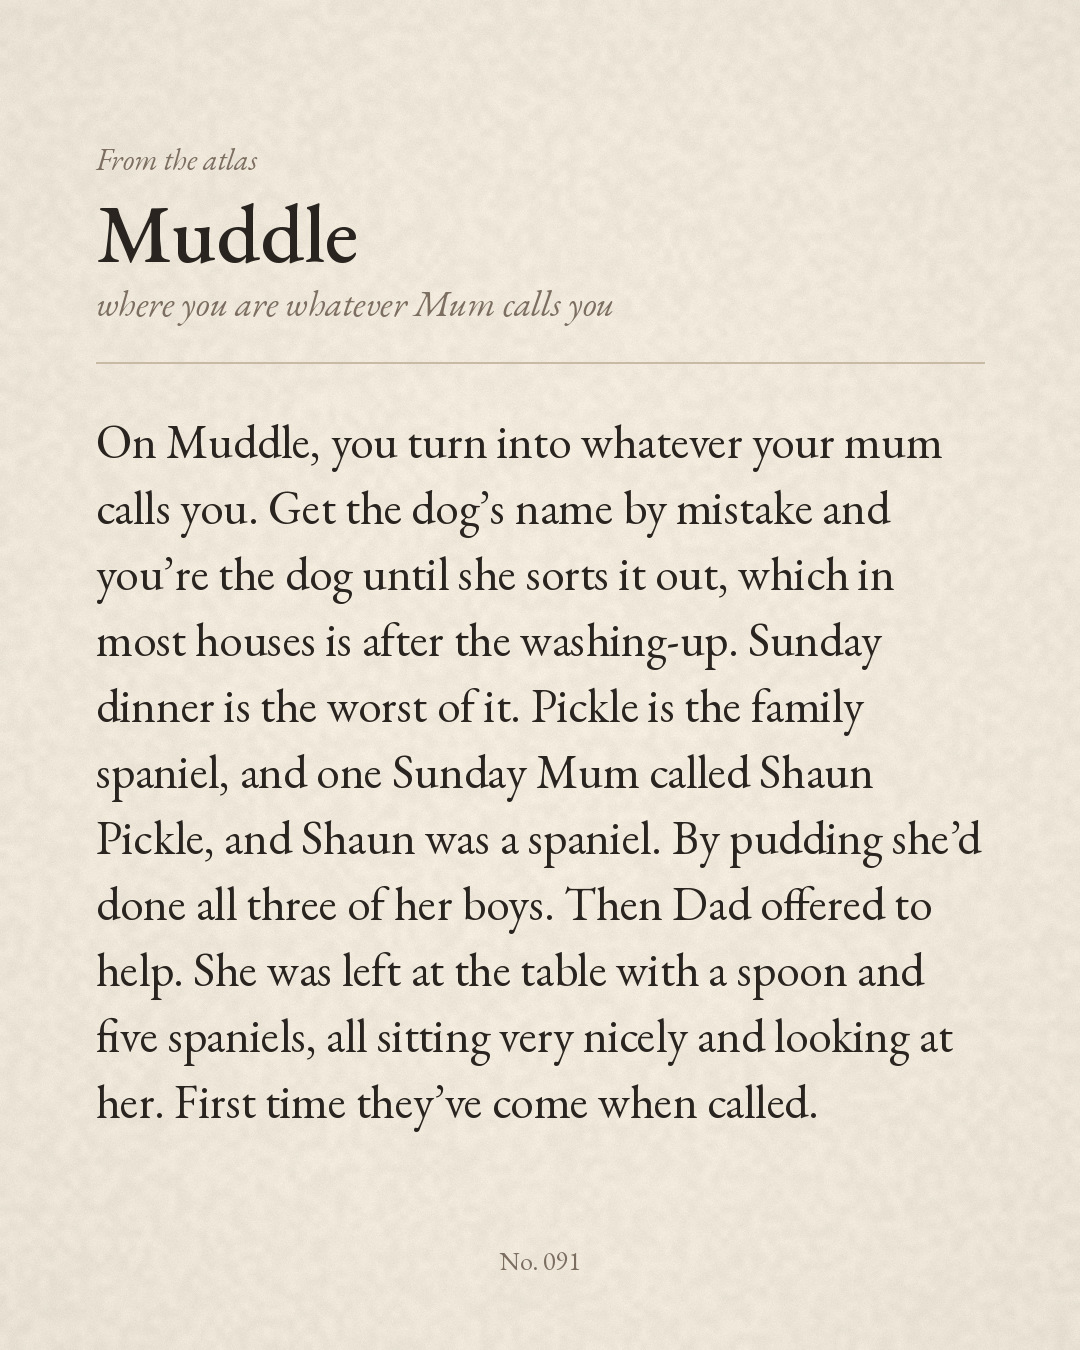 From the atlas
Muddle
where you are whatever Mum calls you
On Muddle, you turn into whatever your mum
calls you. Get the dog’s name by mistake and
you’re the dog until she sorts it out, which in
most houses is after the washing-up. Sunday
dinner is the worst of it. Pickle is the family
spaniel, and one Sunday Mum called Shaun
Pickle, and Shaun was a spaniel. By pudding she’d
done all three of her boys. Then Dad offered to
help. She was left at the table with a spoon and
five spaniels, all sitting very nicely and looking at
her. First time they’ve come when called.
No. 091